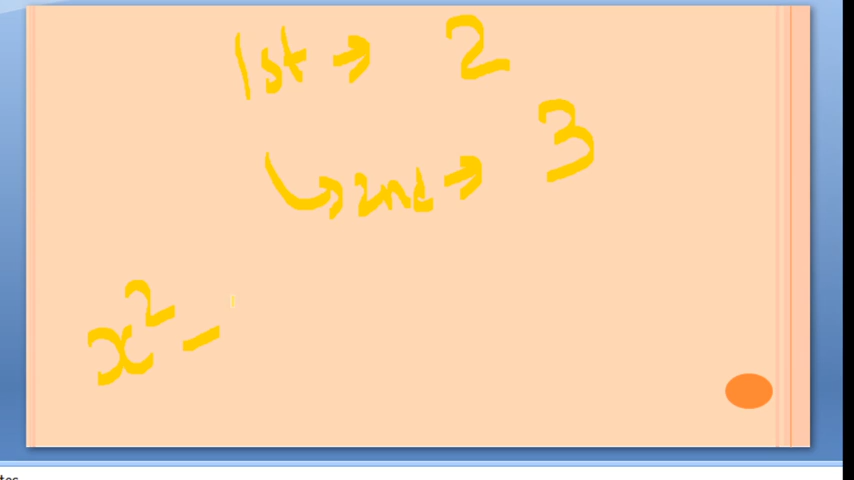 1st → 2
↳ 2nd → 3
x² -